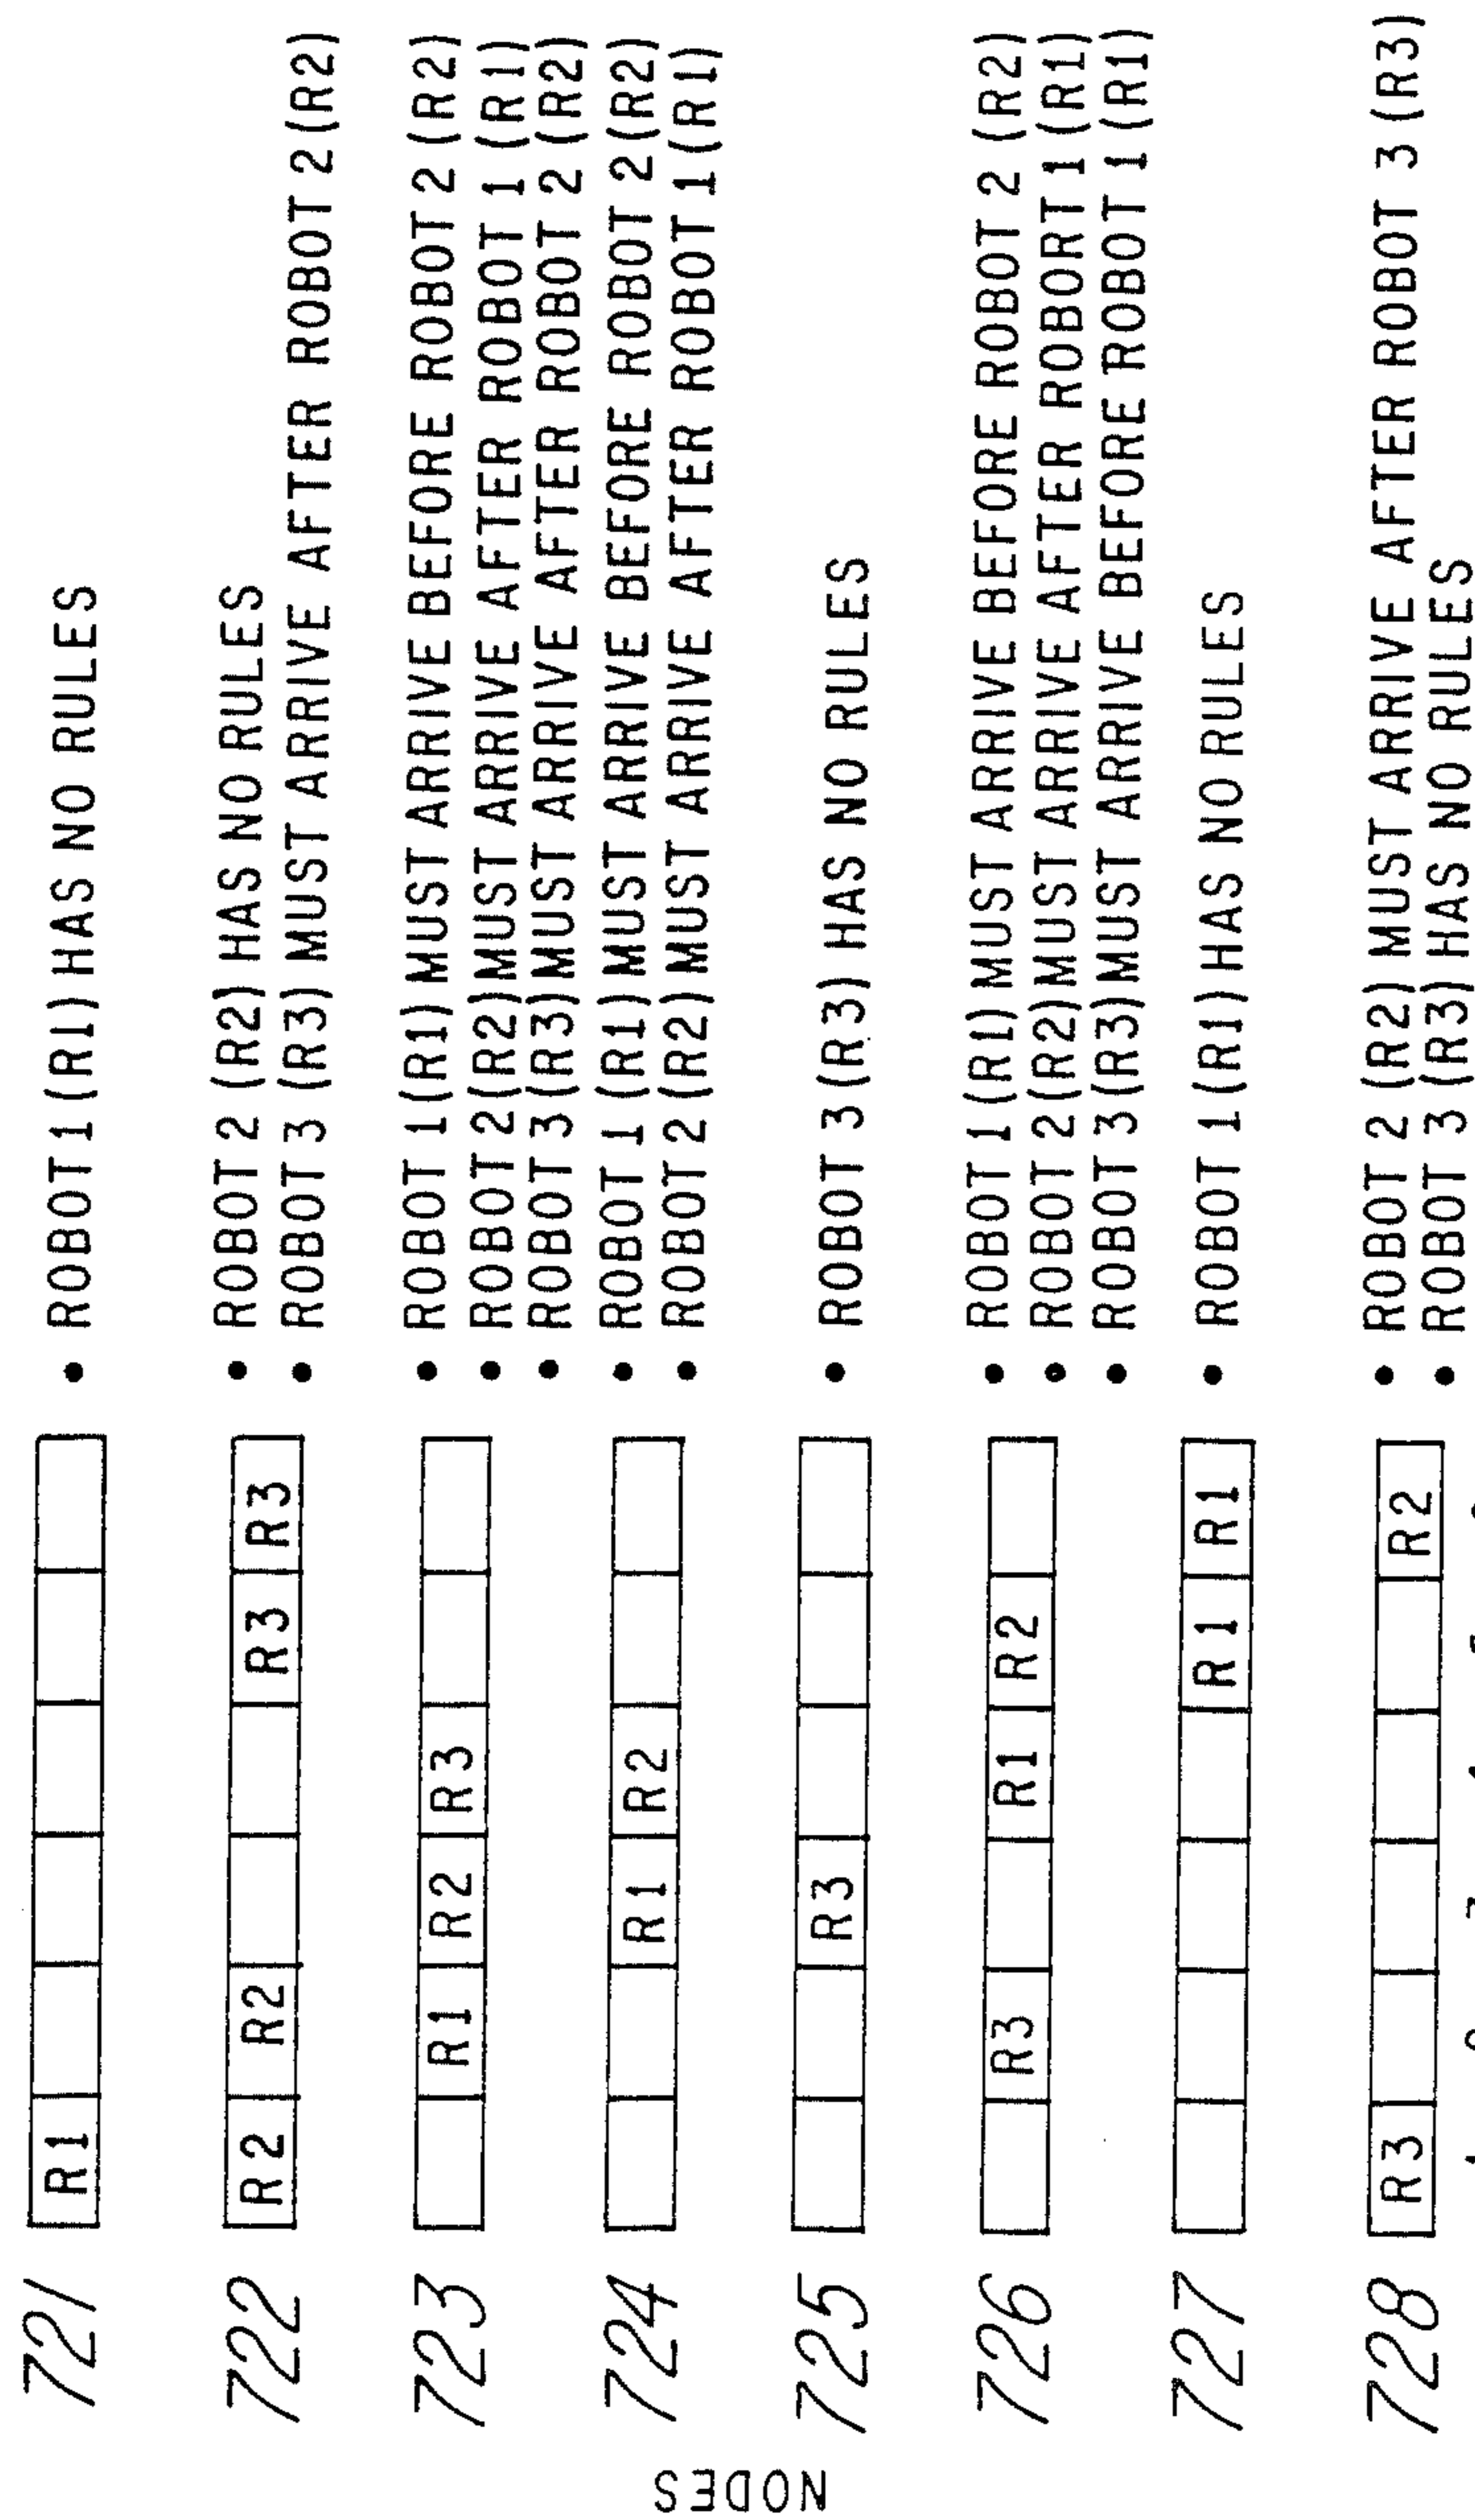 NODES
721
R1
• ROBOT 1(R1) HAS NO RULES
722
R2 R2 R3 R3
• ROBOT 2 (R2) HAS NO RULES
• ROBOT 3 (R3) MUST ARRIVE AFTER ROBOT 2(R2)
723
R1 R2 R3
• ROBOT 1(R1) MUST ARRIVE BEFORE ROBOT 2 (R2)
• ROBOT 2(R2) MUST ARRIVE AFTER ROBOT 1 (R1)
• ROBOT 3(R3) MUST ARRIVE AFTER ROBOT 2 (R2)
724
R1 R2
• ROBOT 1 (R1) MUST ARRIVE BEFORE ROBOT 2(R2)
• ROBOT 2(R2) MUST ARRIVE AFTER ROBOT 1(R1)
725
R3
• ROBOT 3 (R3) HAS NO RULES
726
R3 R1 R2
• ROBOT 1(R1) MUST ARRIVE BEFORE ROBOT 2 (R2)
• ROBOT 2(R2) MUST ARRIVE AFTER ROBORT 1(R1)
• ROBOT 3(R3) MUST ARRIVE BEFORE ROBOT 1(R1)
727
R1 R1
• ROBOT 1(R1) HAS NO RULES
728
R3 R2
• ROBOT 2 (R2) MUST ARRIVE AFTER ROBOT 3 (R3)
• ROBOT 3 (R3) HAS NO RULES